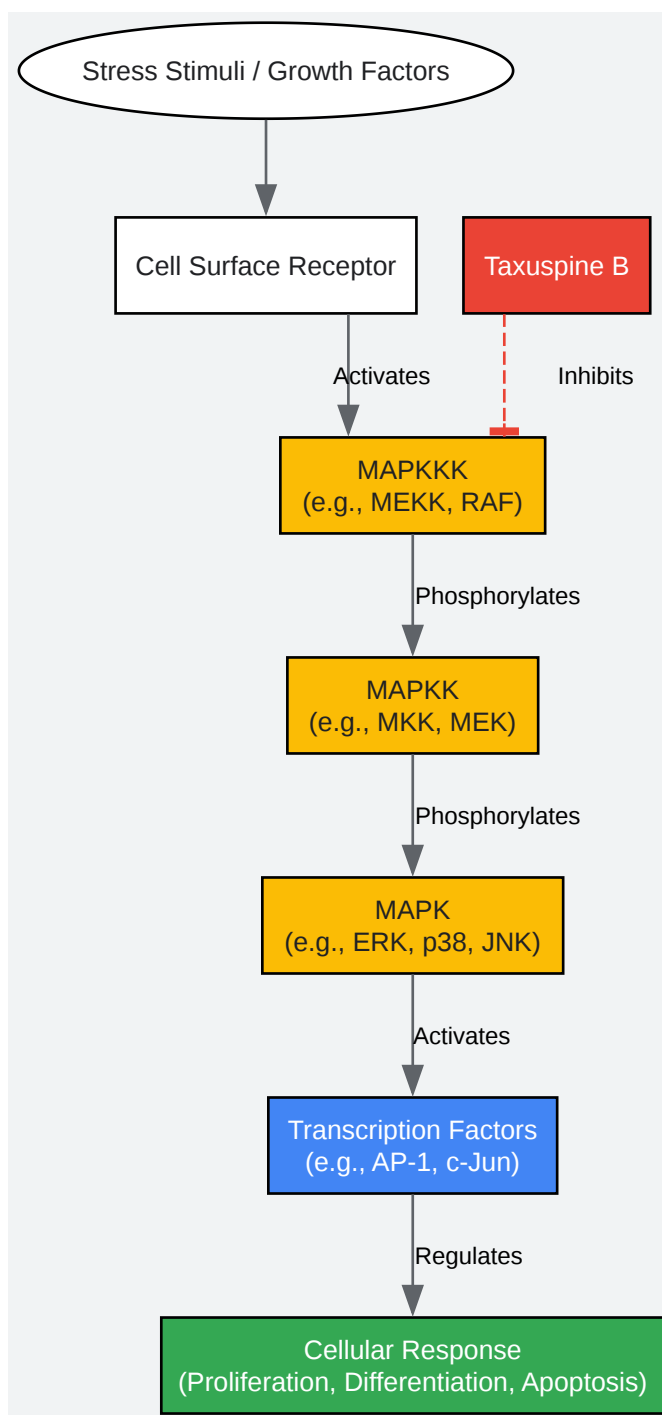 Stress Stimuli / Growth Factors
Cell Surface Receptor
Taxuspine B
Activates
Inhibits
MAPKKK
(e.g., MEKK, RAF)
Phosphorylates
MAPKK
(e.g., MKK, MEK)
Phosphorylates
MAPK
(e.g., ERK, p38, JNK)
Activates
Transcription Factors
(e.g., AP-1, c-Jun)
Regulates
Cellular Response
(Proliferation, Differentiation, Apoptosis)